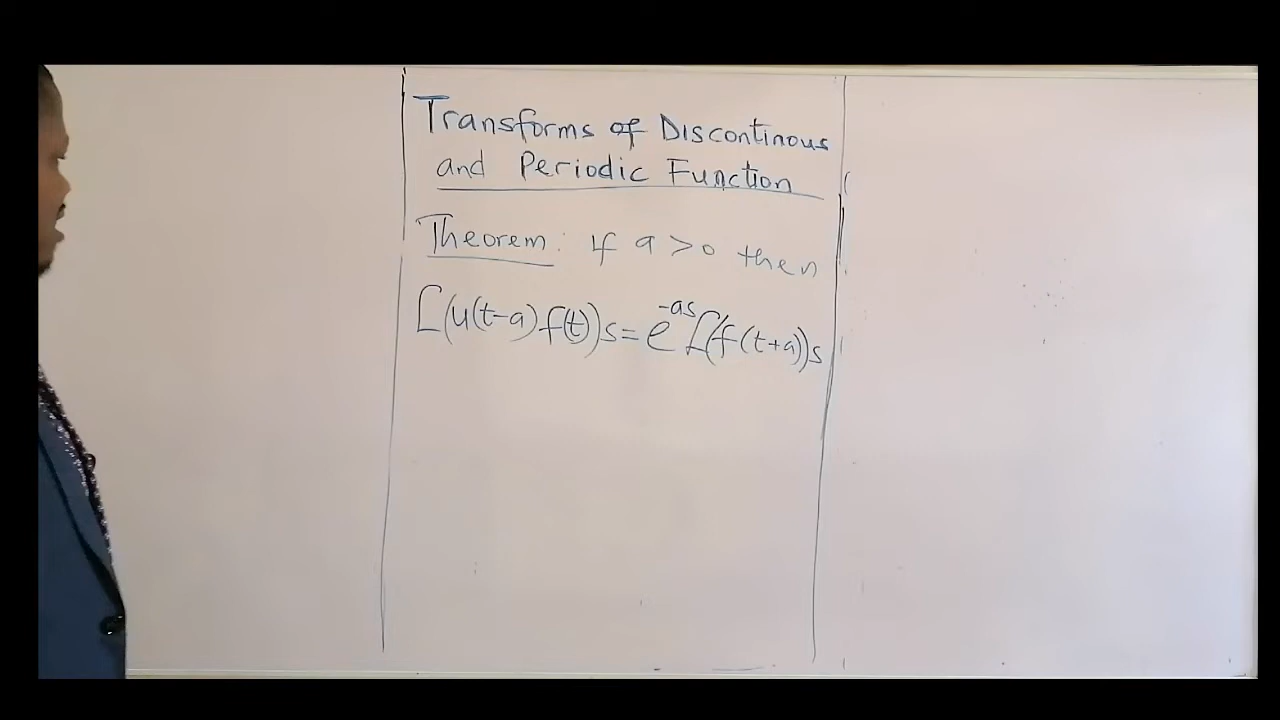 Transforms of Discontinous
and Periodic Function
Theorem: If a > 0 then
L(u(t-a)f(t))s = e^-as L(f(t+a))s